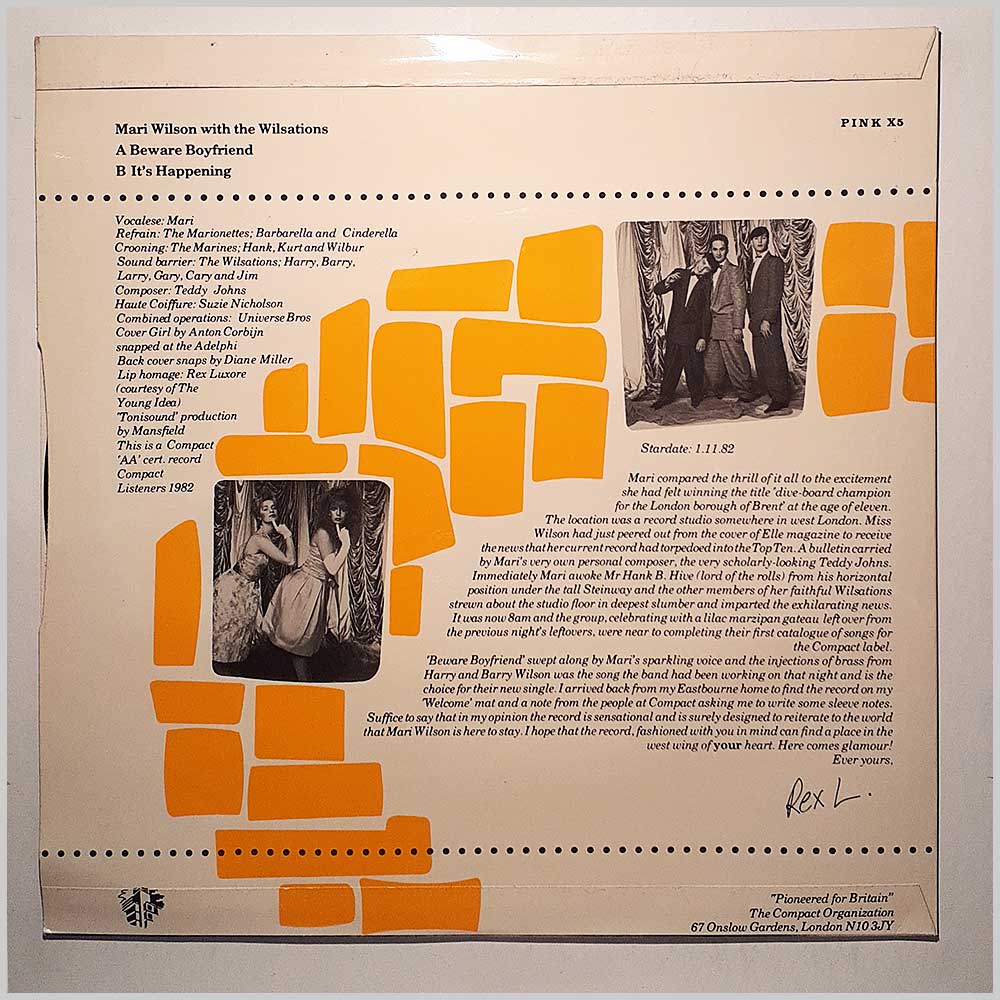 Mari Wilson with the Wilsations
A Beware Boyfriend
B It's Happening
PINK X5
Vocalese: Mari
Refrain: The Marionettes; Barbarella and Cinderella
Crooning: The Marines; Hank, Kurt and Wilbur
Sound barrier: The Wilsations; Harry, Barry,
Larry, Gary, Cary and Jim
Composer: Teddy Johns
Haute Coiffure: Suzie Nicholson
Combined operations: Universe Bros
Cover Girl by Anton Corbijn
snapped at the Adelphi
Back cover snaps by Diane Miller
Lip homage: Rex Luxore
(courtesy of The
Young Idea)
'Tonisound' production
by Mansfield
This is a Compact
'AA' cert. record
Compact
Listeners 1982
Stardate: 1.11.82
Mari compared the thrill of it all to the excitement
she had felt winning the title 'dive-board champion
for the London borough of Brent' at the age of eleven.
The location was a record studio somewhere in west London. Miss
Wilson had just peered out from the cover of Elle magazine to receive
the news that her current record had torpedoed into the Top Ten. A bulletin carried
by Mari's very own personal composer, the very scholarly-looking Teddy Johns.
Immediately Mari awoke Mr Hank B. Hive (lord of the rolls) from his horizontal
position under the tall Steinway and the other members of her faithful Wilsations
strewn about the studio floor in deepest slumber and imparted the exhilarating news.
It was now 8am and the group, celebrating with a lilac marzipan gateau left over from
the previous night's leftovers, were near to completing their first catalogue of songs for
the Compact label.
'Beware Boyfriend' swept along by Mari's sparkling voice and the injections of brass from
Harry and Barry Wilson was the song the band had been working on that night and is the
choice for their new single. I arrived back from my Eastbourne home to find the record on my
'Welcome' mat and a note from the people at Compact asking me to write some sleeve notes.
Suffice to say that in my opinion the record is sensational and is surely designed to reiterate to the world
that Mari Wilson is here to stay. I hope that the record, fashioned with you in mind can find a place in the
west wing of your heart. Here comes glamour!
Ever yours,
Rex L.
"Pioneered for Britain"
The Compact Organization
67 Onslow Gardens, London N10 3JY